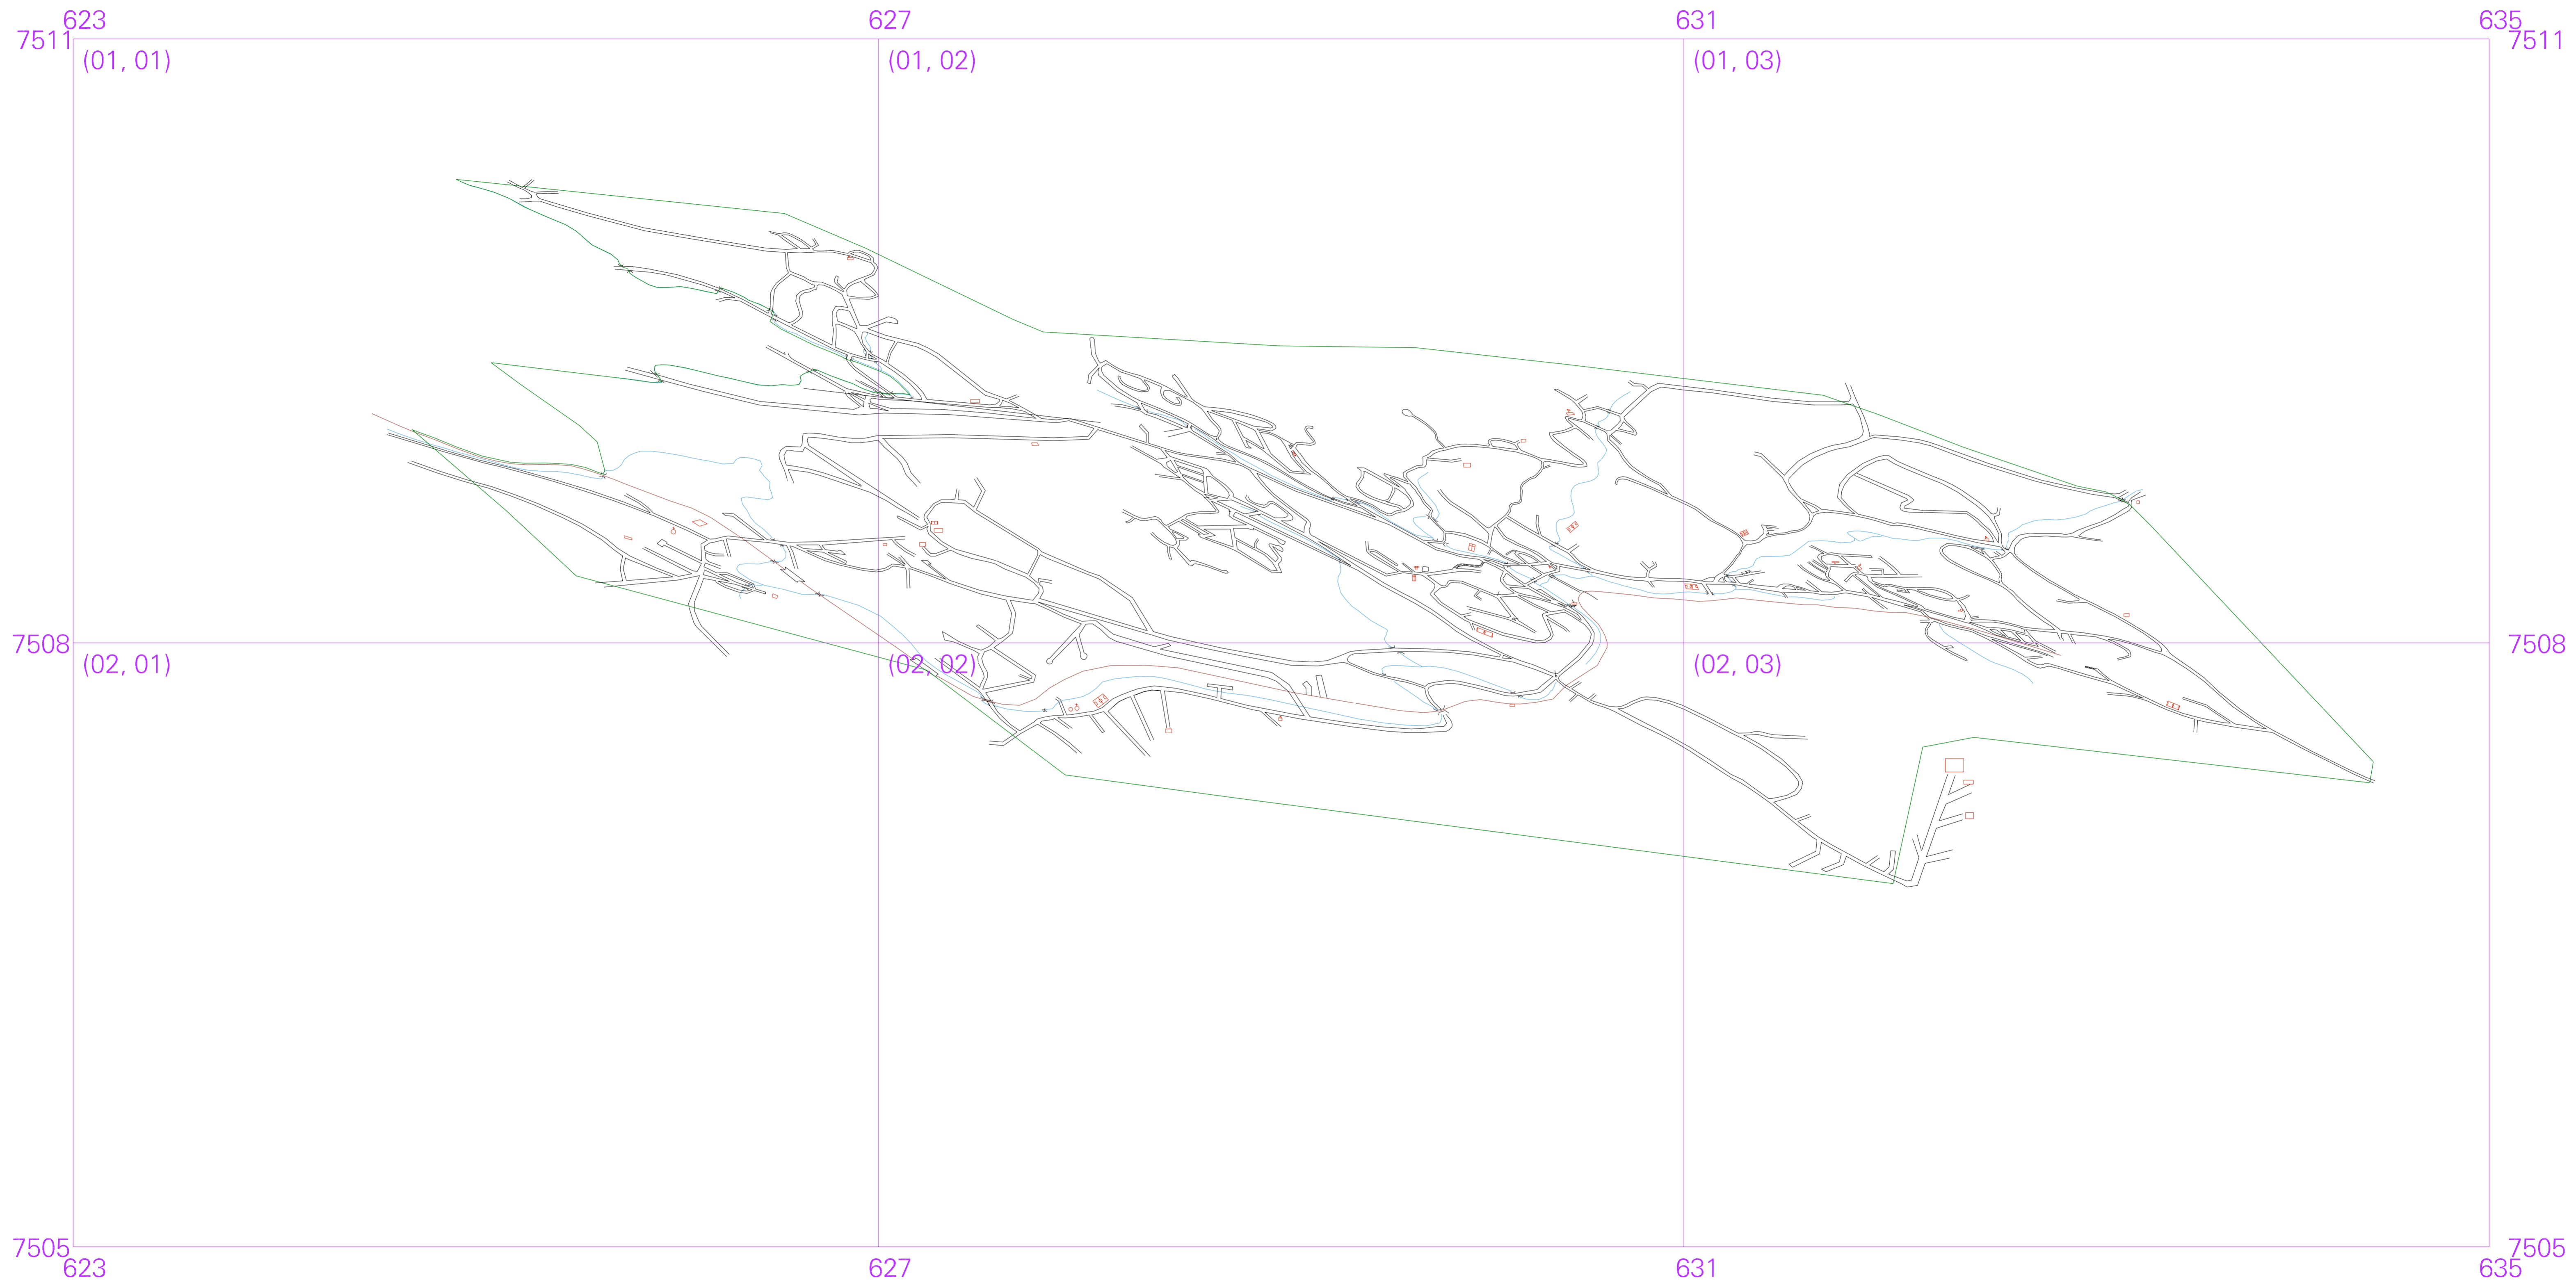 623 627 631 635
7511 7511
(01, 01) (01, 02) (01, 03)
7508 7508
(02, 01) (02, 02) (02, 03)
7505 7505
623 627 631 635